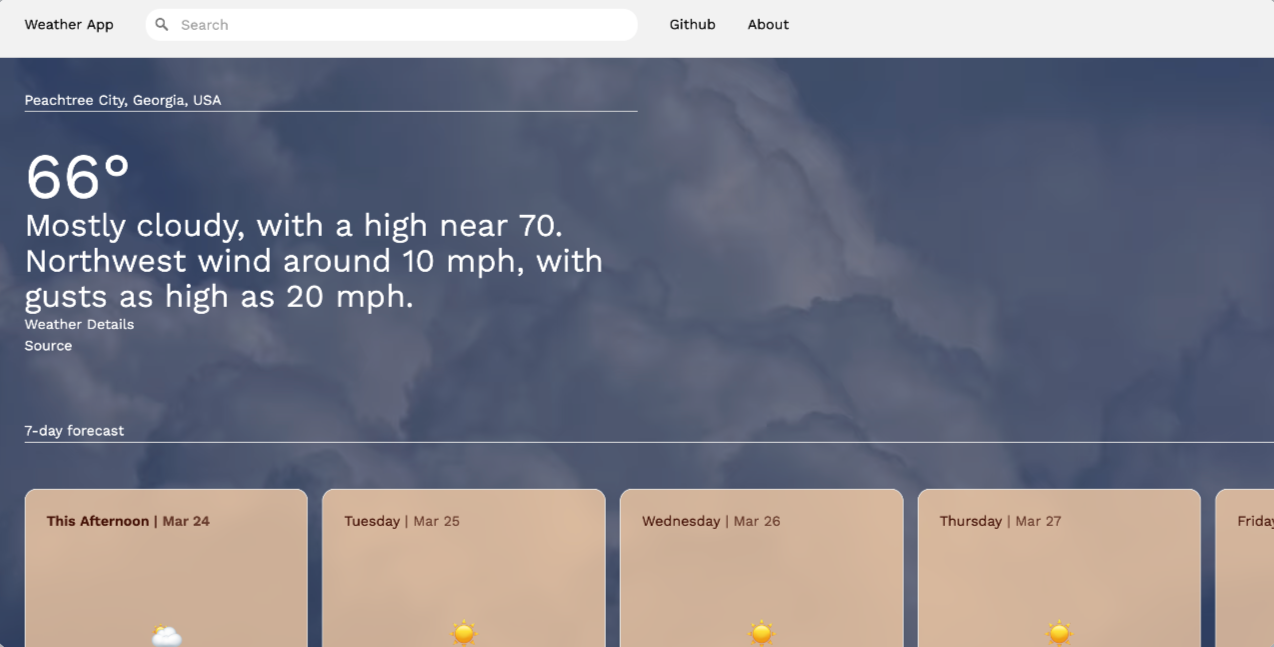 Weather App
Search
Github
About
Peachtree City, Georgia, USA
66°
Mostly cloudy, with a high near 70.
Northwest wind around 10 mph, with
gusts as high as 20 mph.
Weather Details
Source
7-day forecast
This Afternoon | Mar 24
Tuesday | Mar 25
Wednesday | Mar 26
Thursday | Mar 27